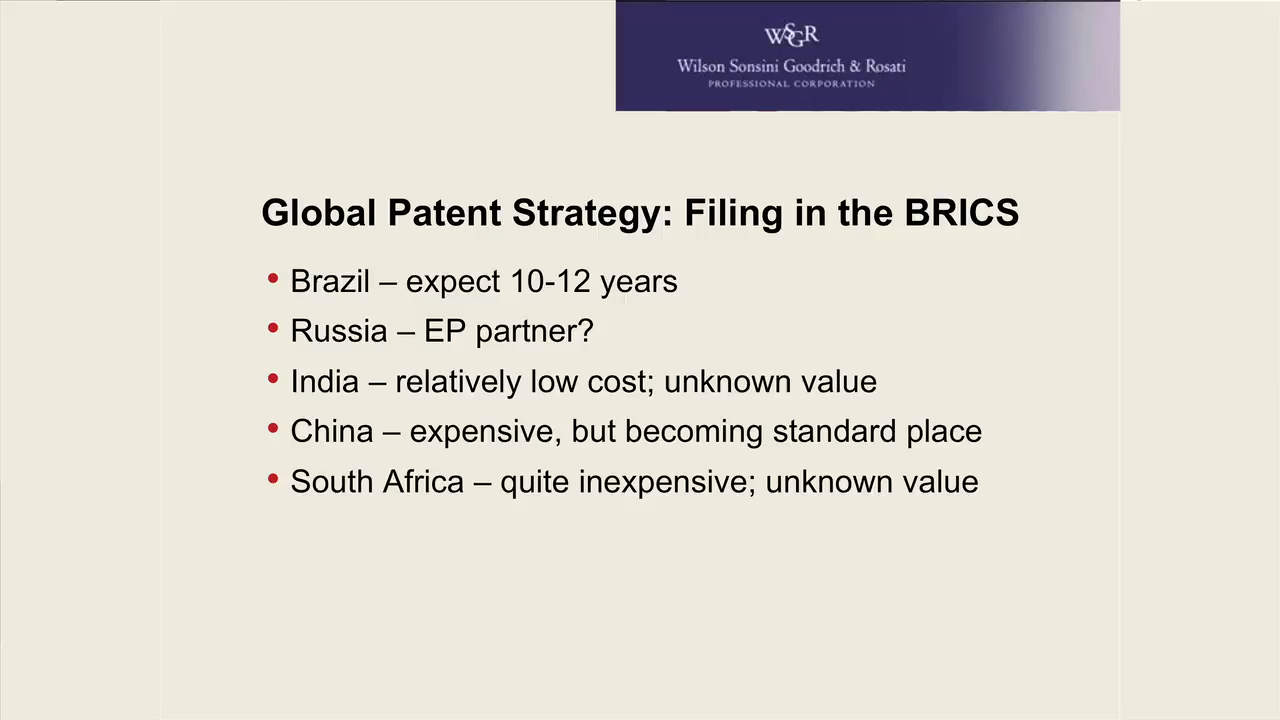 WSGR
Wilson Sonsini Goodrich & Rosati
PROFESSIONAL CORPORATION
Global Patent Strategy: Filing in the BRICS
• Brazil – expect 10-12 years
• Russia – EP partner?
• India – relatively low cost; unknown value
• China – expensive, but becoming standard place
• South Africa – quite inexpensive; unknown value